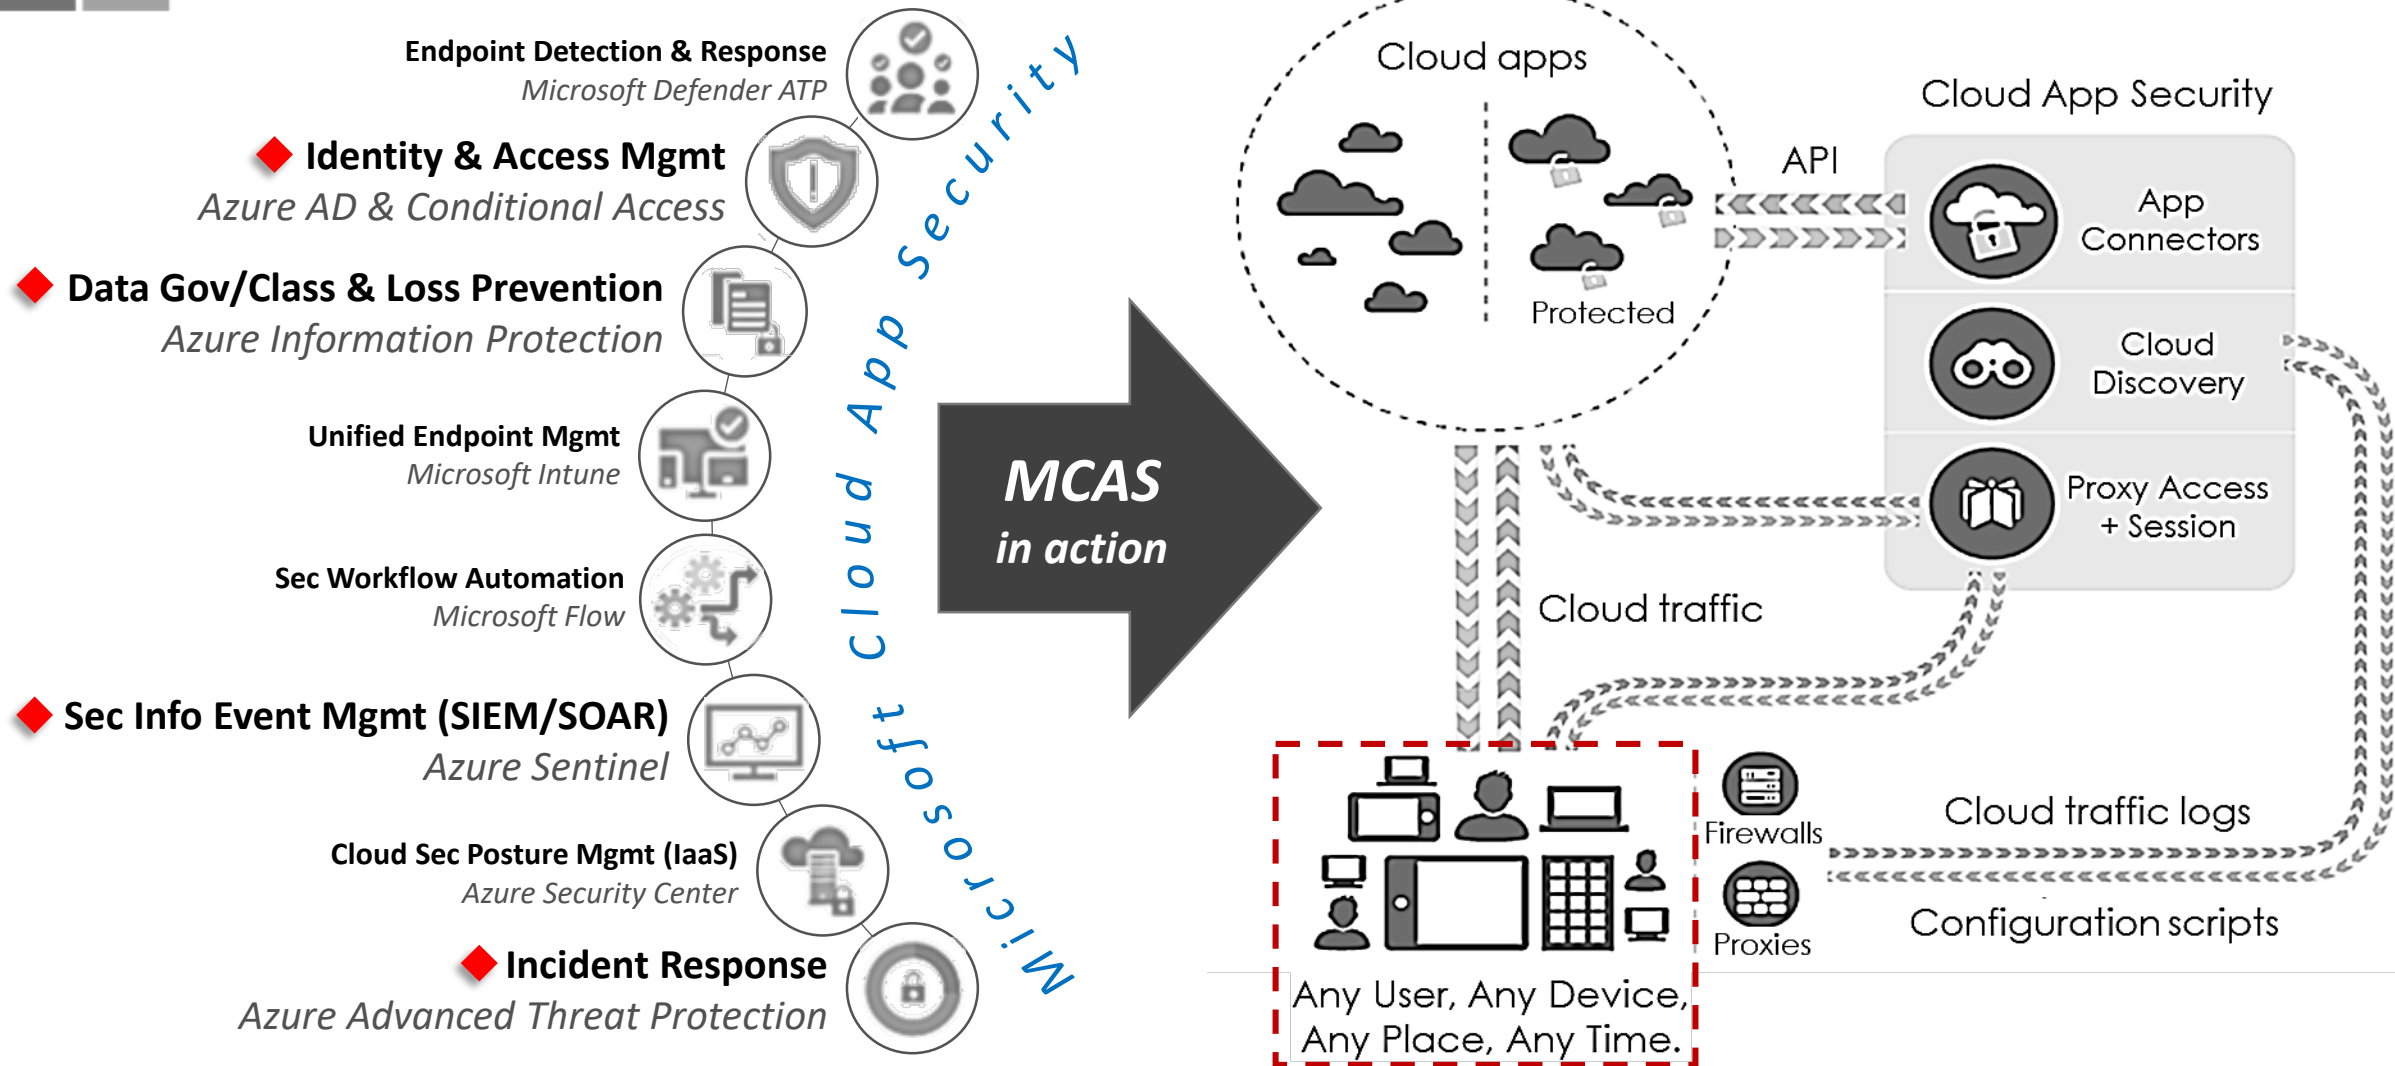 Endpoint Detection & Response
Microsoft Defender ATP
Identity & Access Mgmt
Azure AD & Conditional Access
Data Gov/Class & Loss Prevention
Azure Information Protection
Unified Endpoint Mgmt
Microsoft Intune
Sec Workflow Automation
Microsoft Flow
Sec Info Event Mgmt (SIEM/SOAR)
Azure Sentinel
Cloud Sec Posture Mgmt (IaaS)
Azure Security Center
Incident Response
Azure Advanced Threat Protection
Microsoft Cloud App Security
MCAS
in action
Cloud apps
Protected
API
Cloud App Security
App
Connectors
Cloud
Discovery
Proxy Access
+ Session
Cloud traffic
Firewalls
Proxies
Cloud traffic logs
Configuration scripts
Any User, Any Device,
Any Place, Any Time.